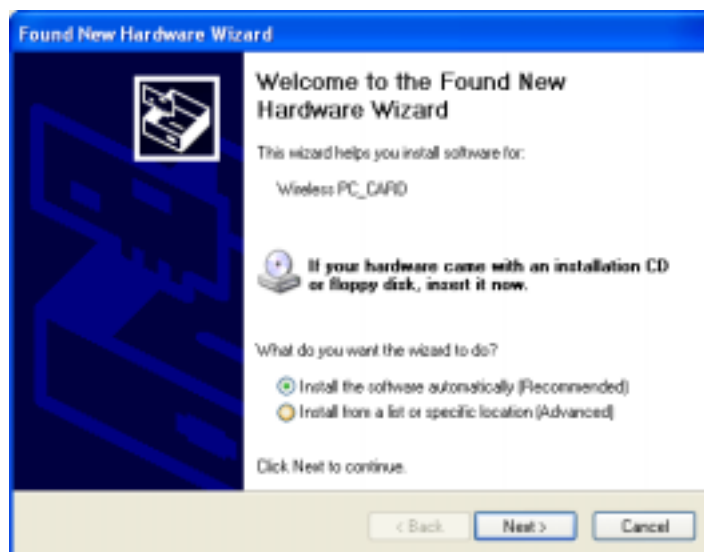 Found New Hardware Wizard
Welcome to the Found New
Hardware Wizard
This wizard helps you install software for:
Wireless PC_CARD
If your hardware came with an installation CD
or floppy disk, insert it now.
What do you want the wizard to do?
Install the software automatically (Recommended)
Install from a list or specific location (Advanced)
Click Next to continue.
< Back Next > Cancel